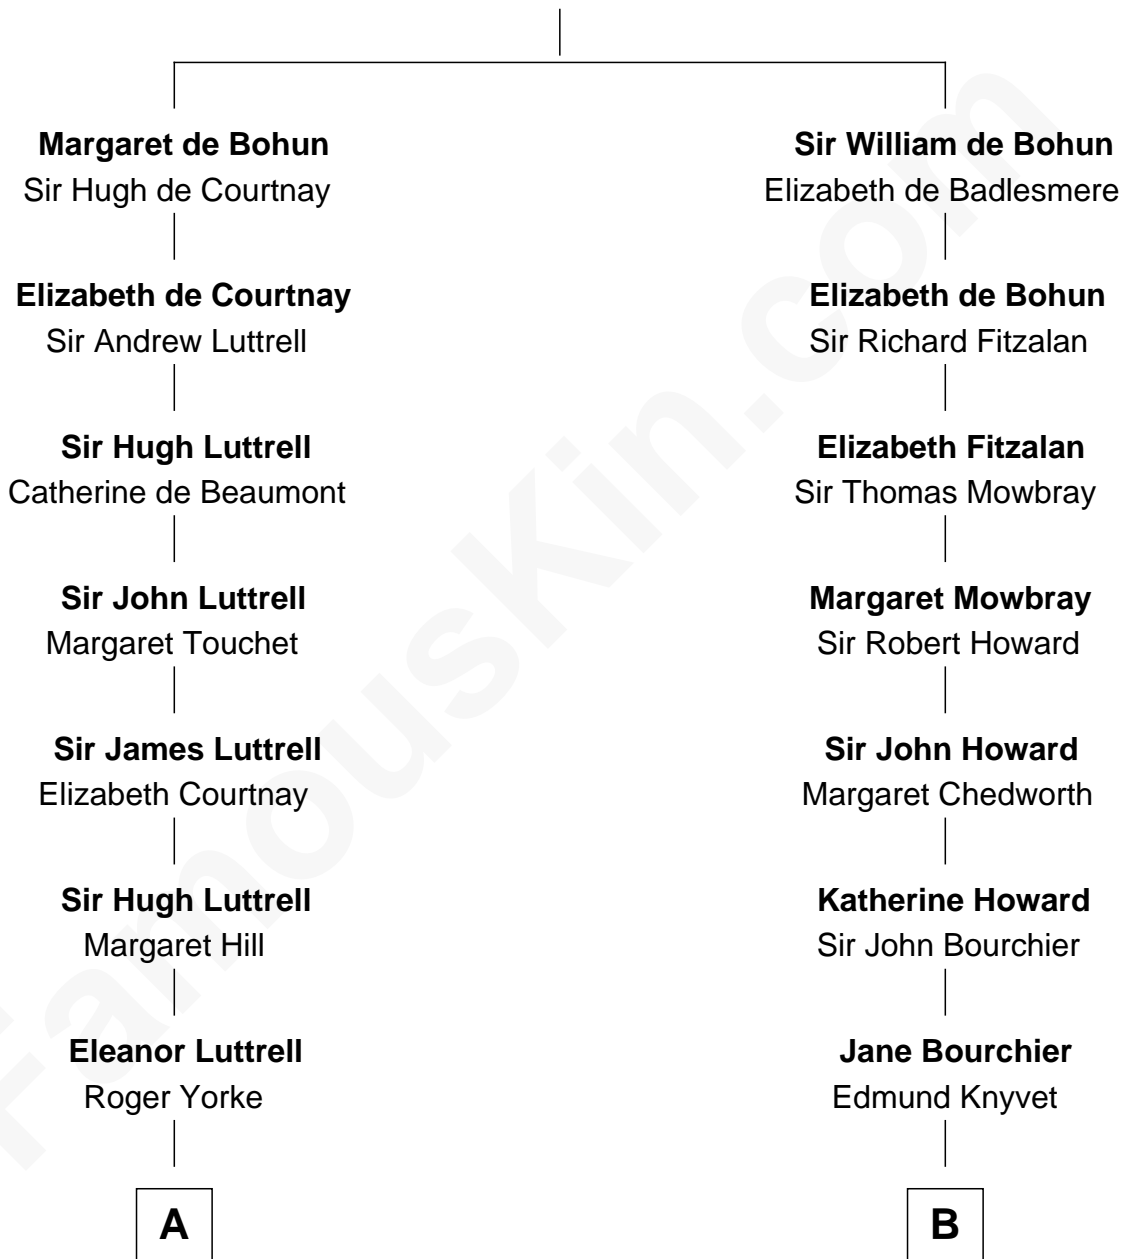 Margaret de Bohun
Sir Hugh de Courtnay
Elizabeth de Courtnay
Sir Andrew Luttrell
Sir Hugh Luttrell
Catherine de Beaumont
Sir John Luttrell
Margaret Touchet
Sir James Luttrell
Elizabeth Courtnay
Sir Hugh Luttrell
Margaret Hill
Eleanor Luttrell
Roger Yorke
A
Sir William de Bohun
Elizabeth de Badlesmere
Elizabeth de Bohun
Sir Richard Fitzalan
Elizabeth Fitzalan
Sir Thomas Mowbray
Margaret Mowbray
Sir Robert Howard
Sir John Howard
Margaret Chedworth
Katherine Howard
Sir John Bourchier
Jane Bourchier
Edmund Knyvet
B
FamousKin.com